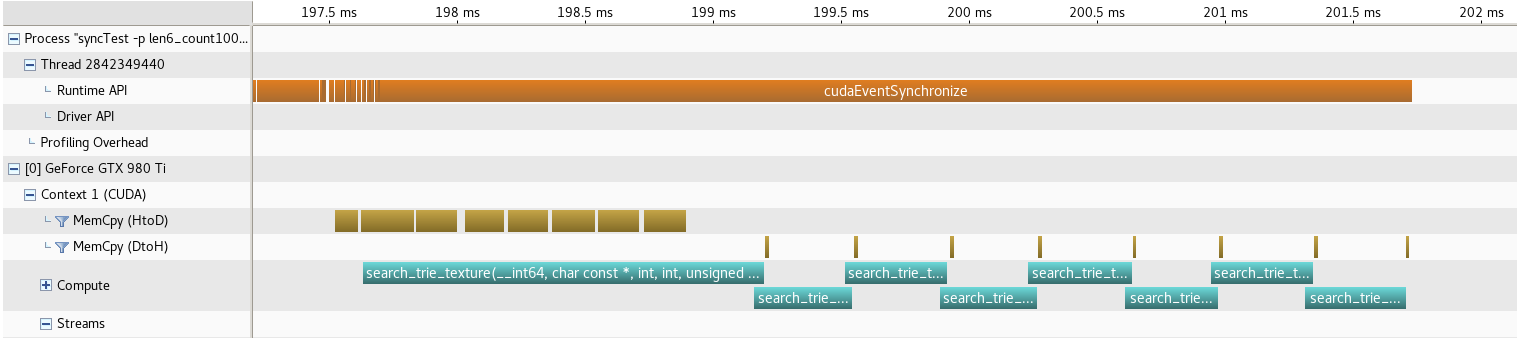 197.5 ms 198 ms 198.5 ms 199 ms 199.5 ms 200 ms 200.5 ms 201 ms 201.5 ms 202 ms
Process "syncTest -p len6_count100...
Thread 2842349440
Runtime API cudaEventSynchronize
Driver API
Profiling Overhead
[0] GeForce GTX 980 Ti
Context 1 (CUDA)
MemCpy (HtoD)
MemCpy (DtoH)
search_trie_texture(__int64, char const *, int, int, unsigned ... search_trie_t... search_trie_t... search_trie_t...
Compute
search_trie_... search_trie_... search_trie... search_trie_...
Streams